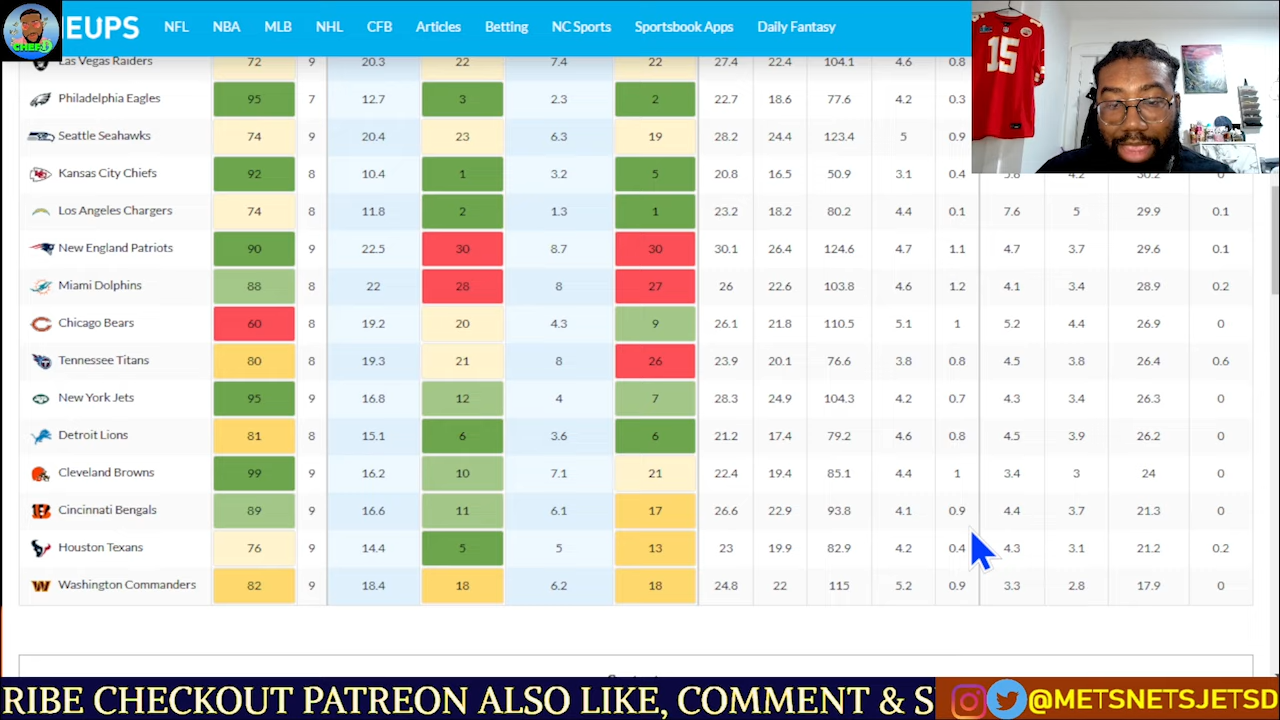 CHEF
EUPS NFL NBA MLB NHL CFB Articles Betting NC Sports Sportsbook Apps Daily Fantasy
15
Las Vegas Raiders 72 9 20.3 22 7.4 22 27.4 22.4 104.1 4.6 0.8
Philadelphia Eagles 95 7 12.7 3 2.3 2 22.7 18.6 77.6 4.2 0.3
Seattle Seahawks 74 9 20.4 23 6.3 19 28.2 24.4 123.4 5 0.9
Kansas City Chiefs 92 8 10.4 1 3.2 5 20.8 16.5 50.9 3.1 0.4 5.8 4.2 30.2 0
Los Angeles Chargers 74 8 11.8 2 1.3 1 23.2 18.2 80.2 4.4 0.1 7.6 5 29.9 0.1
New England Patriots 90 9 22.5 30 8.7 30 30.1 26.4 124.6 4.7 1.1 4.7 3.7 29.6 0.1
Miami Dolphins 88 8 22 28 8 27 26 22.6 103.8 4.6 1.2 4.1 3.4 28.9 0.2
Chicago Bears 60 8 19.2 20 4.3 9 26.1 21.8 110.5 5.1 1 5.2 4.4 26.9 0
Tennessee Titans 80 8 19.3 21 8 26 23.9 20.1 76.6 3.8 0.8 4.5 3.8 26.4 0.6
New York Jets 95 9 16.8 12 4 7 28.3 24.9 104.3 4.2 0.7 4.3 3.4 26.3 0
Detroit Lions 81 8 15.1 6 3.6 6 21.2 17.4 79.2 4.6 0.8 4.5 3.9 26.2 0
Cleveland Browns 99 9 16.2 10 7.1 21 22.4 19.4 85.1 4.4 1 3.4 3 24 0
Cincinnati Bengals 89 9 16.6 11 6.1 17 26.6 22.9 93.8 4.1 0.9 4.4 3.7 21.3 0
Houston Texans 76 9 14.4 5 5 13 23 19.9 82.9 4.2 0.4 4.3 3.1 21.2 0.2
Washington Commanders 82 9 18.4 18 6.2 18 24.8 22 115 5.2 0.9 3.3 2.8 17.9 0
RIBE CHECKOUT PATREON ALSO LIKE, COMMENT & S @METSNETSJETSD